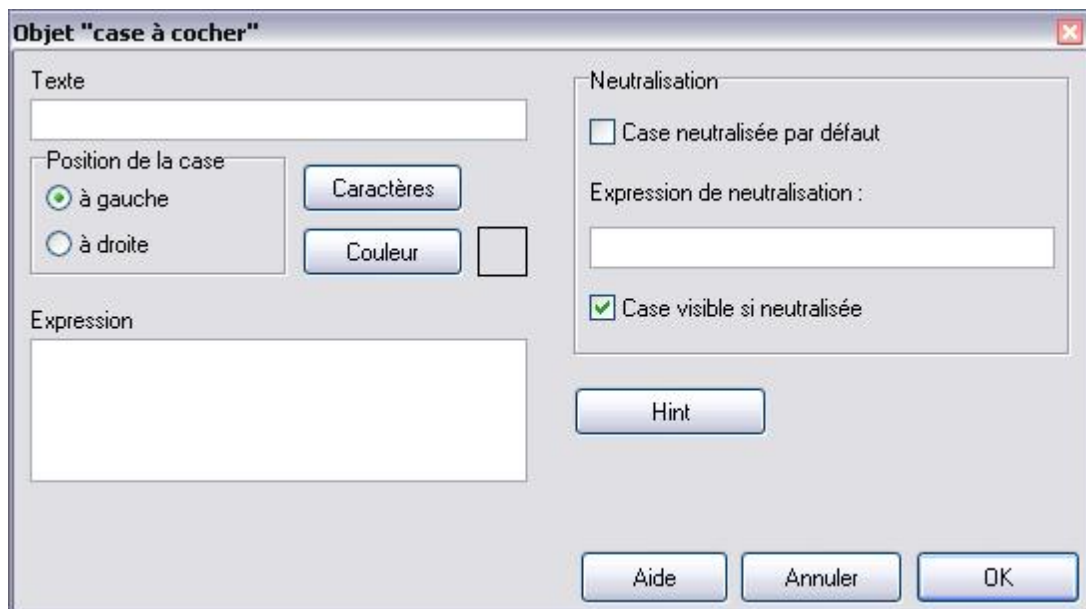 Objet "case à cocher"
Texte
Position de la case
à gauche
à droite
Caractères
Couleur
Expression
Neutralisation
Case neutralisée par défaut
Expression de neutralisation :
Case visible si neutralisée
Hint
Aide
Annuler
OK